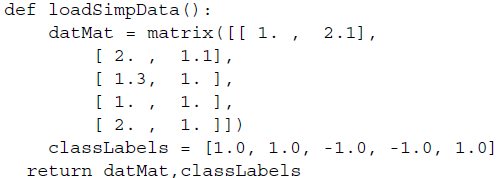 def loadSimpData():
    datMat = matrix([[ 1. ,  2.1],
        [ 2. ,  1.1],
        [ 1.3,  1. ],
        [ 1. ,  1. ],
        [ 2. ,  1. ]])
    classLabels = [1.0, 1.0, -1.0, -1.0, 1.0]
  return datMat,classLabels